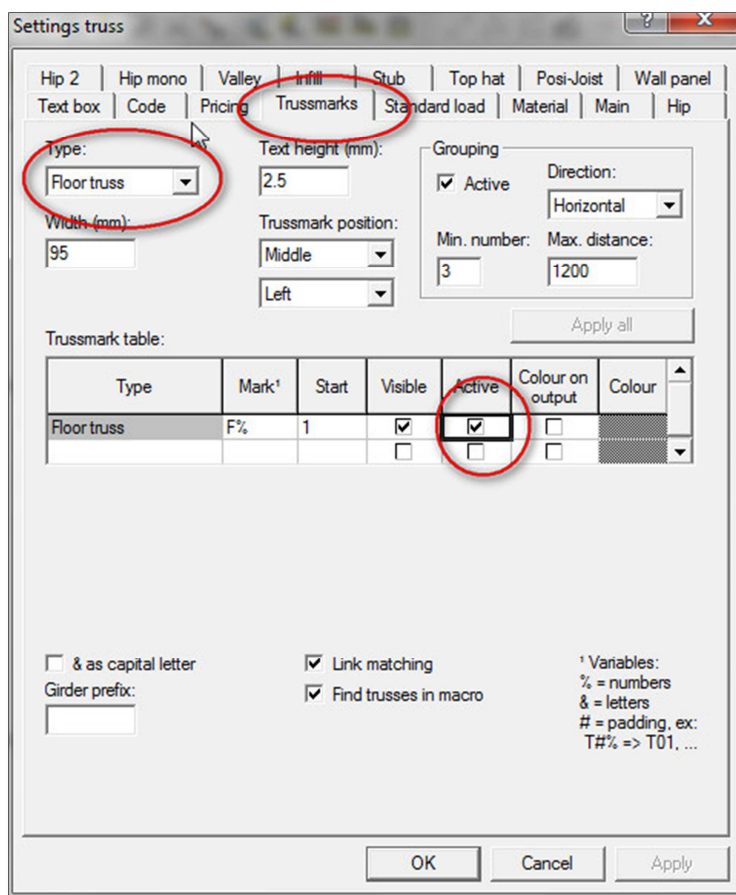 Settings truss
Hip 2 Hip mono Valley Infill Stub Top hat Posi-Joist Wall panel
Text box Code Pricing Trussmarks Standard load Material Main Hip
Type:
Floor truss
Width (mm):
95
Text height (mm):
2.5
Trussmark position:
Middle
Left
Grouping
Active
Direction:
Horizontal
Min. number:
3
Max. distance:
1200
Apply all
Trussmark table:
Type Mark¹ Start Visible Active Colour on output Colour
Floor truss F% 1
& as capital letter
Girder prefix:
Link matching
Find trusses in macro
¹ Variables:
% = numbers
& = letters
# = padding, ex:
T#% => T01, ...
OK Cancel Apply